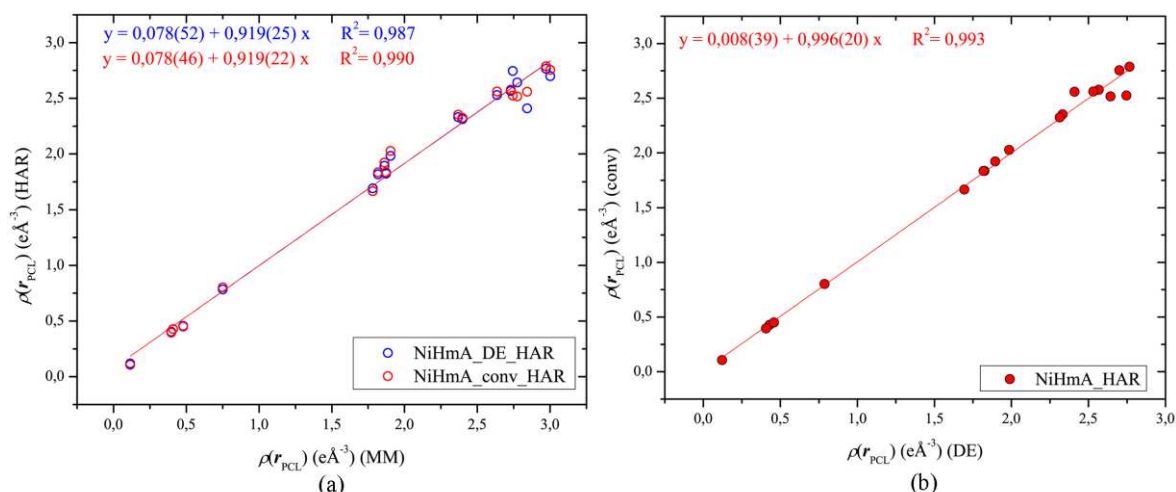 y = 0,078(52) + 0,919(25) x R²= 0,987
y = 0,078(46) + 0,919(22) x R²= 0,990
3,0
2,5
2,0
1,5
1,0
0,5
0,0
ρ(r_PCL) (eÅ⁻³) (HAR)
NiHmA_DE_HAR
NiHmA_conv_HAR
0,0 0,5 1,0 1,5 2,0 2,5 3,0
ρ(r_PCL) (eÅ⁻³) (MM)
(a)
y = 0,008(39) + 0,996(20) x R²= 0,993
3,0
2,5
2,0
1,5
1,0
0,5
0,0
ρ(r_PCL) (eÅ⁻³) (conv)
NiHmA_HAR
0,0 0,5 1,0 1,5 2,0 2,5 3,0
ρ(r_PCL) (eÅ⁻³) (DE)
(b)